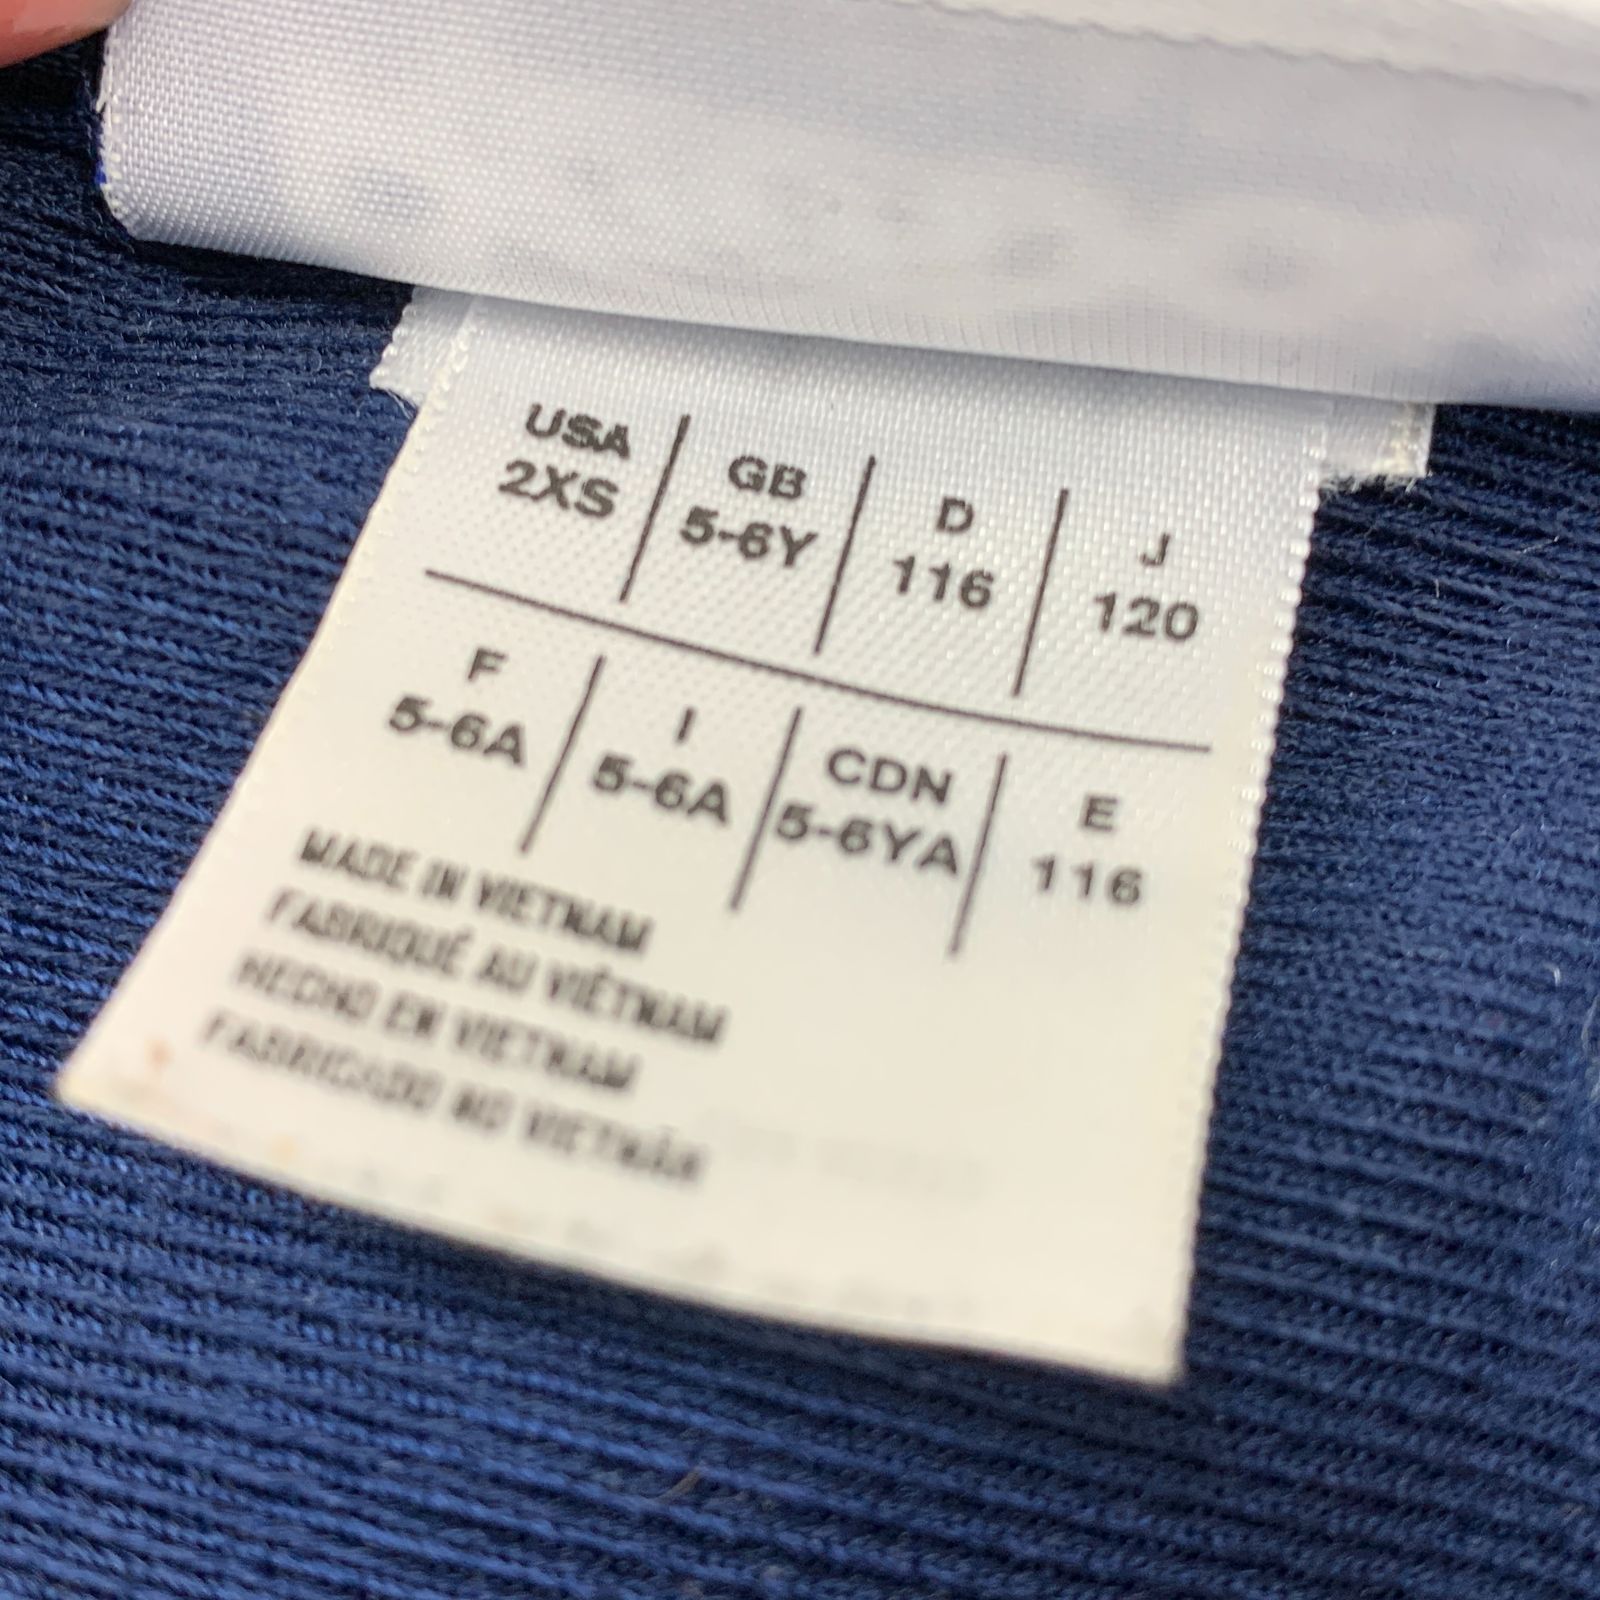 USA GB D J
2XS 5-6Y 116 120
F I CDN E
5-6A 5-6A 5-6YA 116
MADE IN VIETNAM
FABRIQUÉ AU VIÊTNAM
HECHO EN VIETNAM
FABRICADO NO VIETNÃ